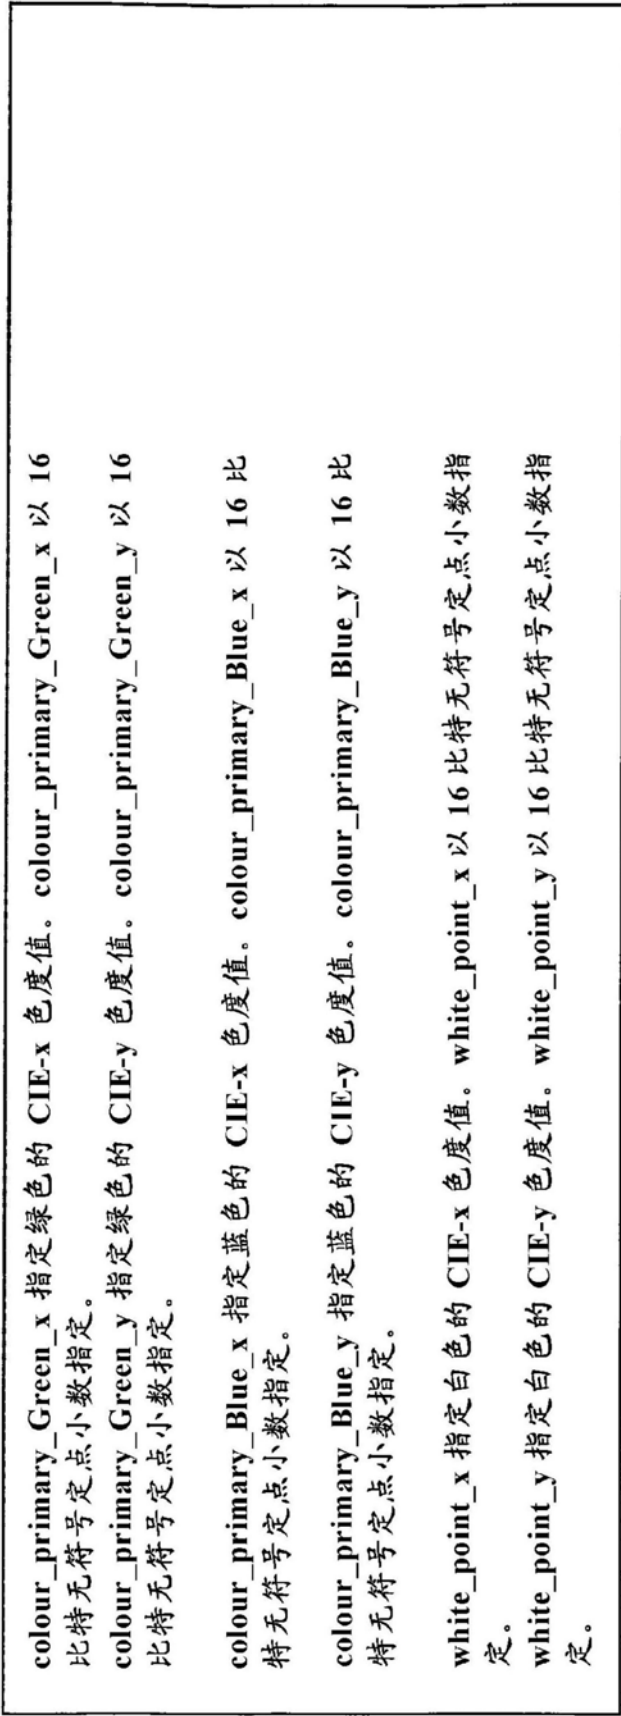 colour_primary_Green_x 指定绿色的 CIE-x 色度值。colour_primary_Green_x 以 16
比特无符号定点小数指定。
colour_primary_Green_y 指定绿色的 CIE-y 色度值。colour_primary_Green_y 以 16
比特无符号定点小数指定。
colour_primary_Blue_x 指定蓝色的 CIE-x 色度值。colour_primary_Blue_x 以 16 比
特无符号定点小数指定。
colour_primary_Blue_y 指定蓝色的 CIE-y 色度值。colour_primary_Blue_y 以 16 比
特无符号定点小数指定。
white_point_x 指定白色的 CIE-x 色度值。white_point_x 以 16 比特无符号定点小数指
定。
white_point_y 指定白色的 CIE-y 色度值。white_point_y 以 16 比特无符号定点小数指
定。